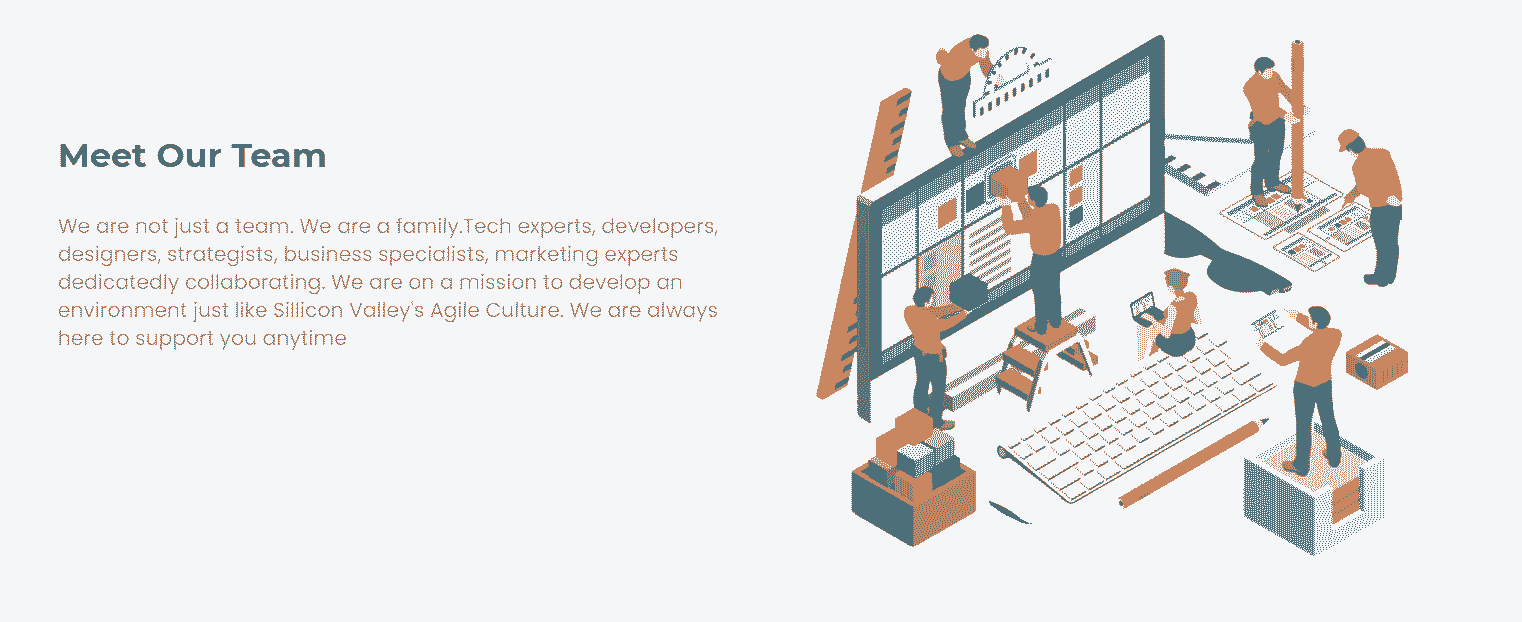 Meet Our Team
We are not just a team. We are a family.Tech experts, developers,
designers, strategists, business specialists, marketing experts
dedicatedly collaborating. We are on a mission to develop an
environment just like Sillicon Valley's Agile Culture. We are always
here to support you anytime